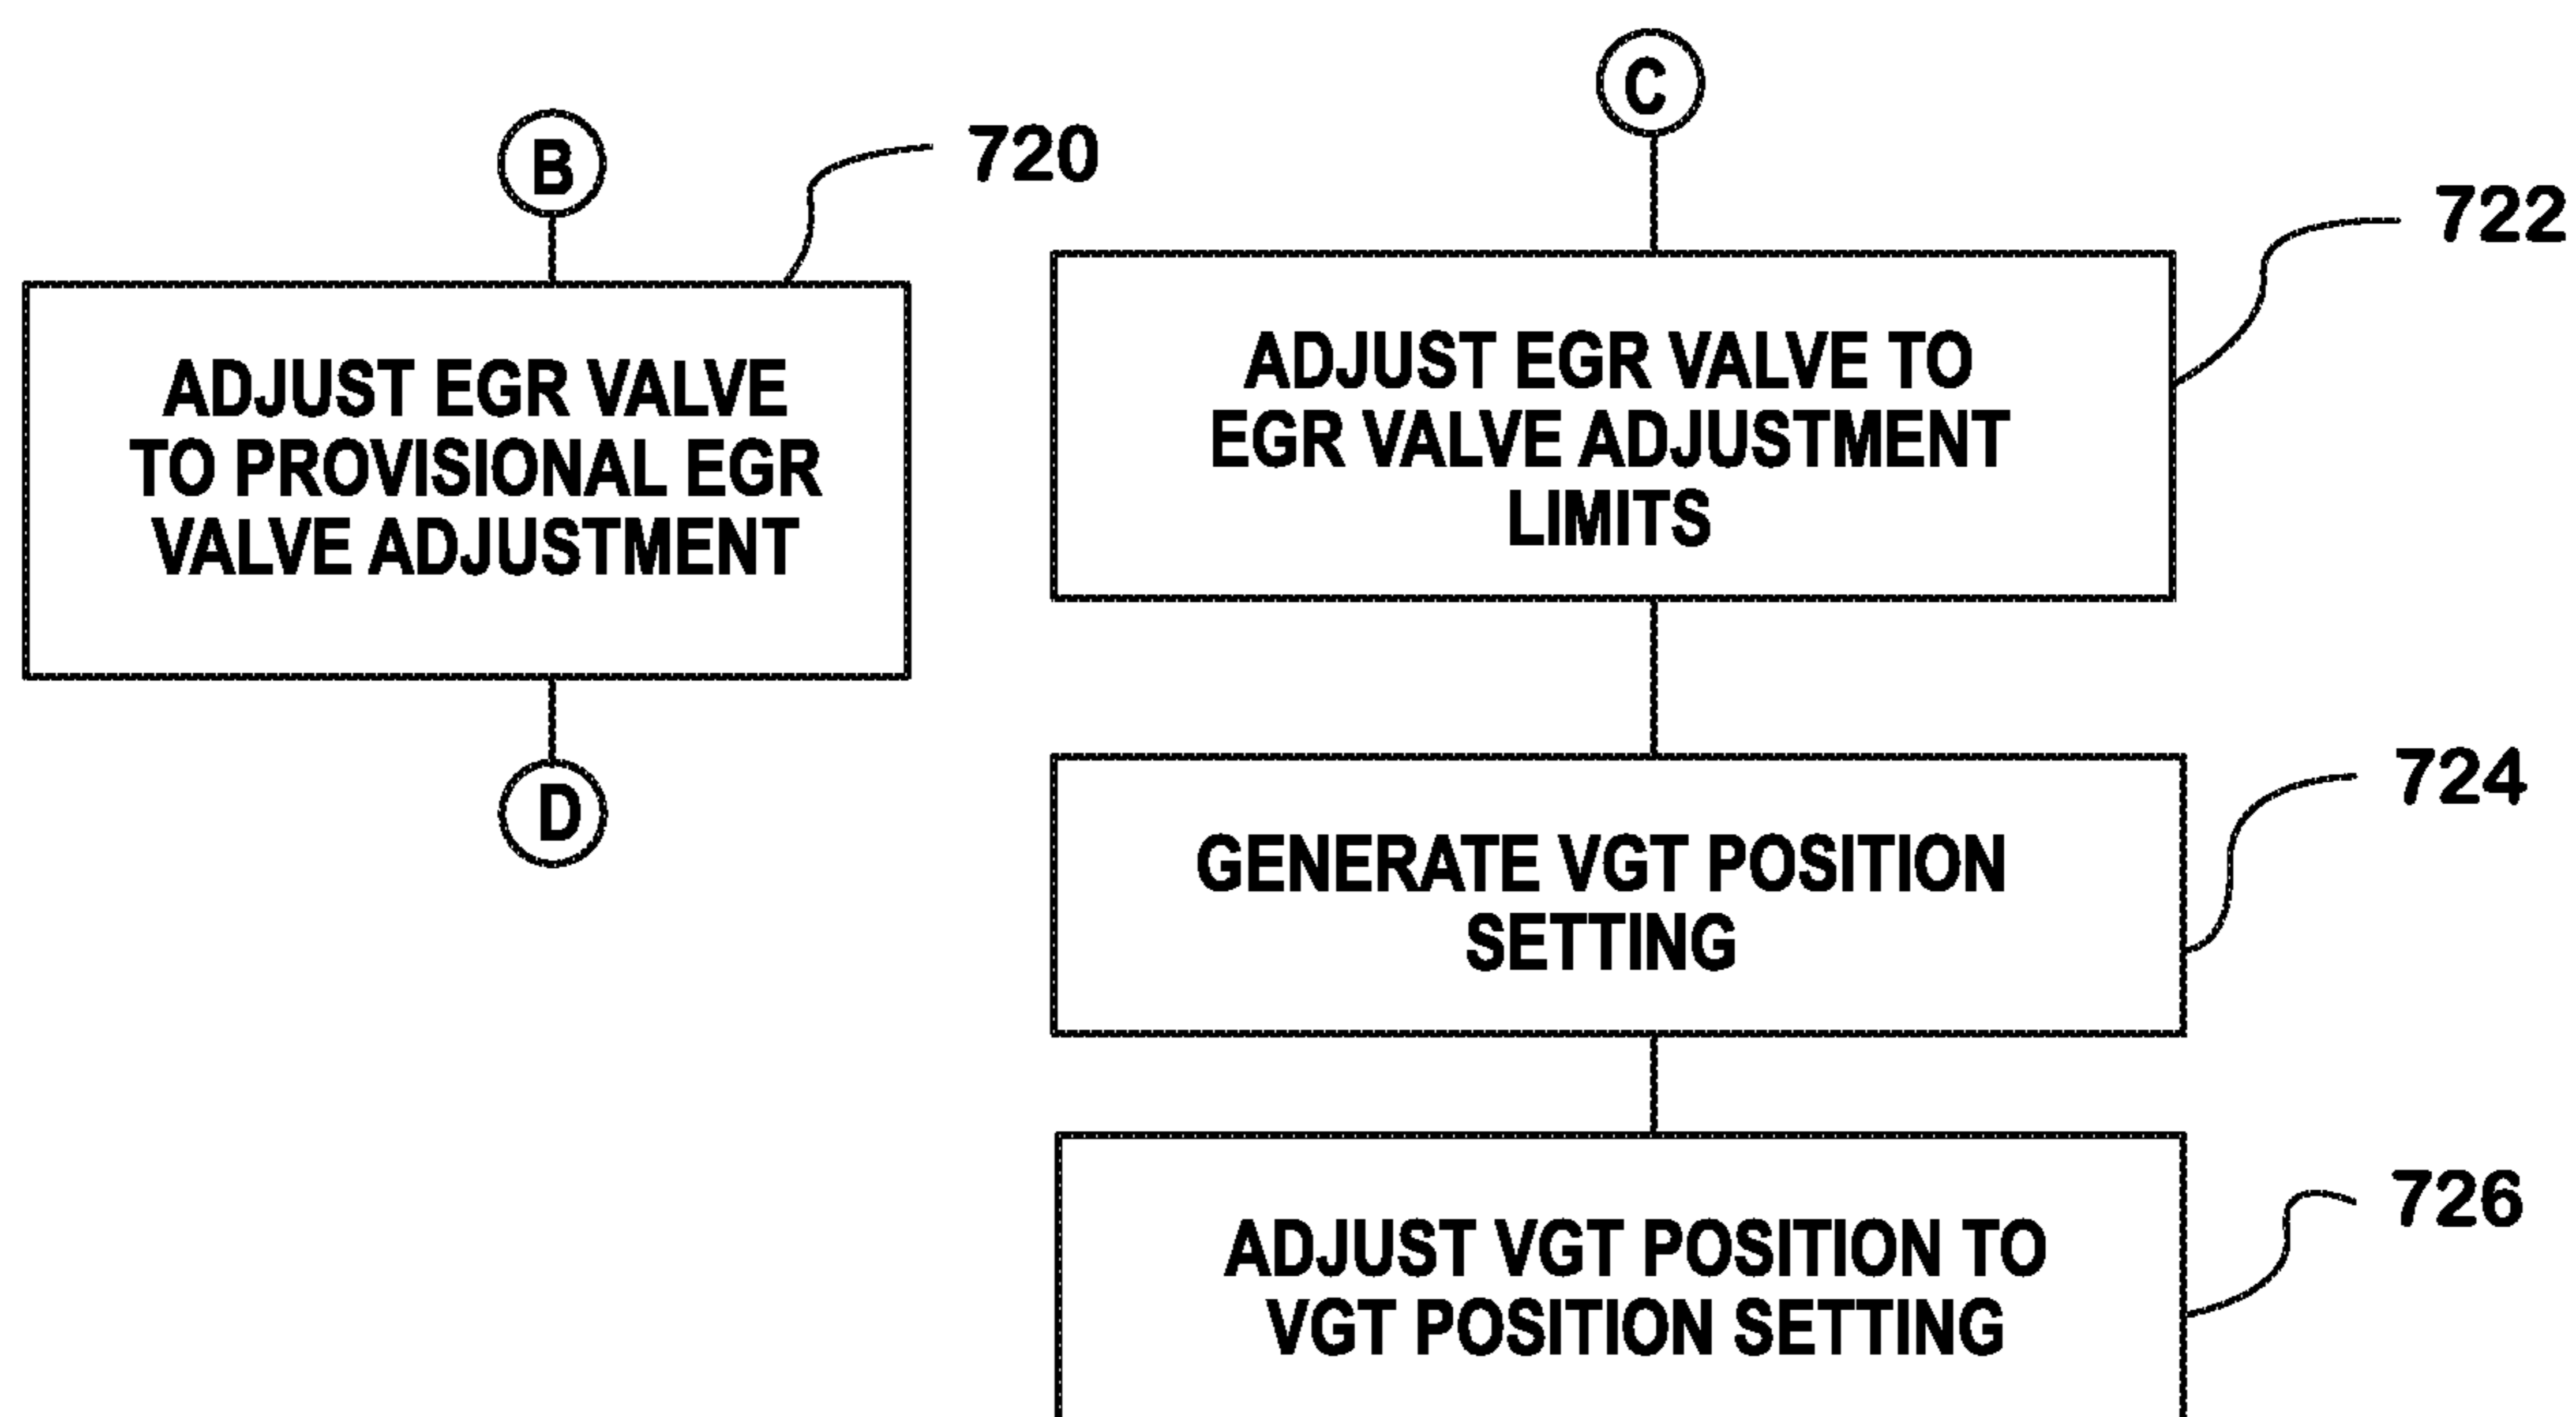 B
720
ADJUST EGR VALVE
TO PROVISIONAL EGR
VALVE ADJUSTMENT
D
C
722
ADJUST EGR VALVE TO
EGR VALVE ADJUSTMENT
LIMITS
724
GENERATE VGT POSITION
SETTING
726
ADJUST VGT POSITION TO
VGT POSITION SETTING